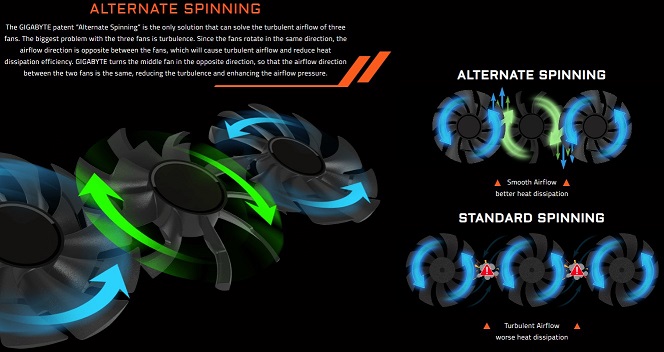 ALTERNATE SPINNING
The GIGABYTE patent "Alternate Spinning" is the only solution that can solve the turbulent airflow of three
fans. The biggest problem with the three fans is turbulence. Since the fans rotate in the same direction, the
airflow direction is opposite between the fans, which will cause turbulent airflow and reduce heat
dissipation efficiency. GIGABYTE turns the middle fan in the opposite direction, so that the airflow direction
between the two fans is the same, reducing the turbulence and enhancing the airflow pressure.
ALTERNATE SPINNING
Smooth Airflow
better heat dissipation
STANDARD SPINNING
Turbulent Airflow
worse heat dissipation